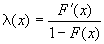 λ(x) = F′(x) / (1 − F(x))